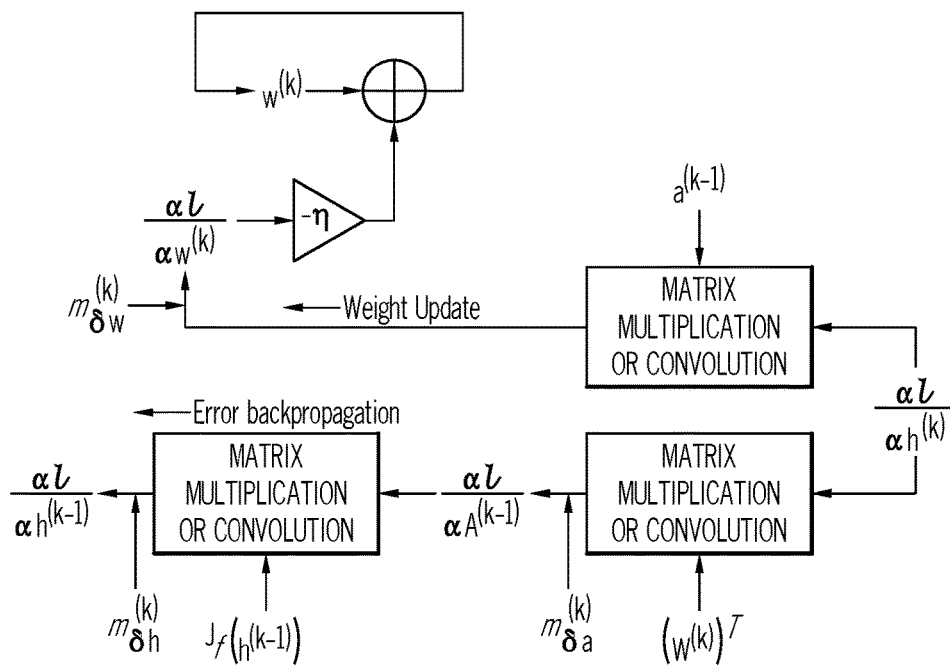 w(k)
a(k-1)
αl
αw(k)
-η
m(k)δw
Weight Update
MATRIX
MULTIPLICATION
OR CONVOLUTION
αl
αh(k)
Error backpropagation
αl
αh(k-1)
MATRIX
MULTIPLICATION
OR CONVOLUTION
αl
αA(k-1)
MATRIX
MULTIPLICATION
OR CONVOLUTION
m(k)δh
Jf(h(k-1))
m(k)δa
(W(k))T